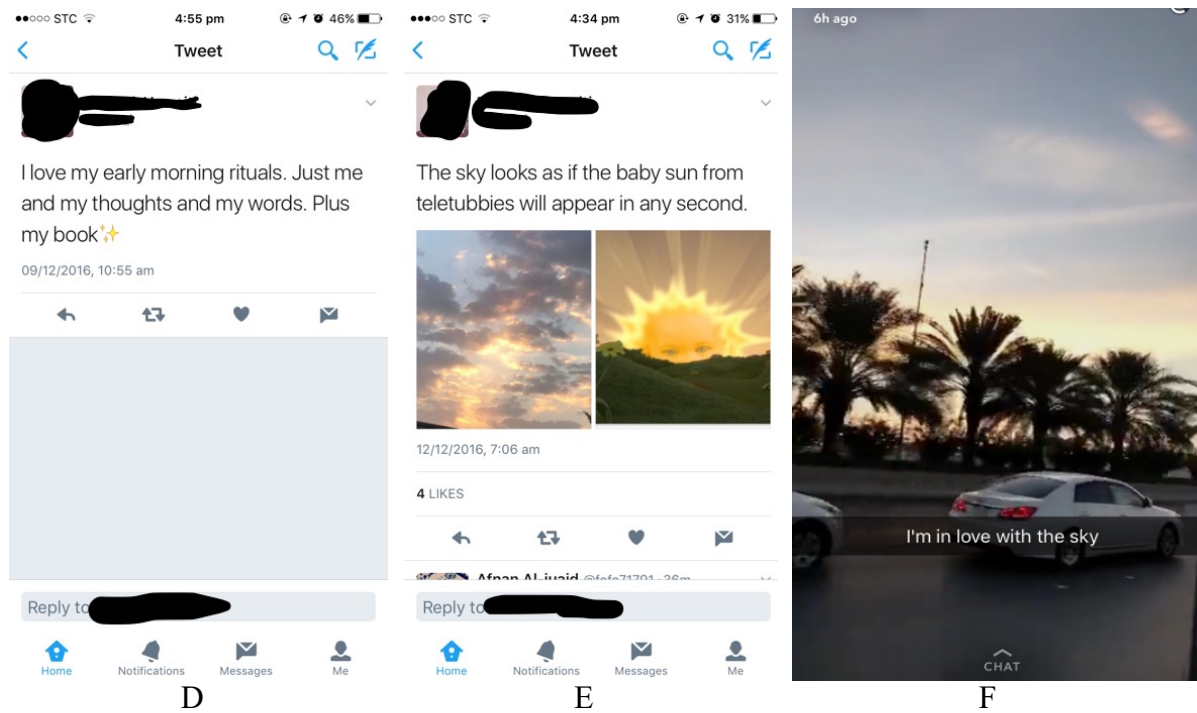 STC 4:55 pm 46%
Tweet
I love my early morning rituals. Just me
and my thoughts and my words. Plus
my book✨
09/12/2016, 10:55 am
Reply to
Home Notifications Messages Me
D
STC 4:34 pm 31%
Tweet
The sky looks as if the baby sun from
teletubbies will appear in any second.
12/12/2016, 7:06 am
4 LIKES
Reply to
Home Notifications Messages Me
E
6h ago
I'm in love with the sky
CHAT
F